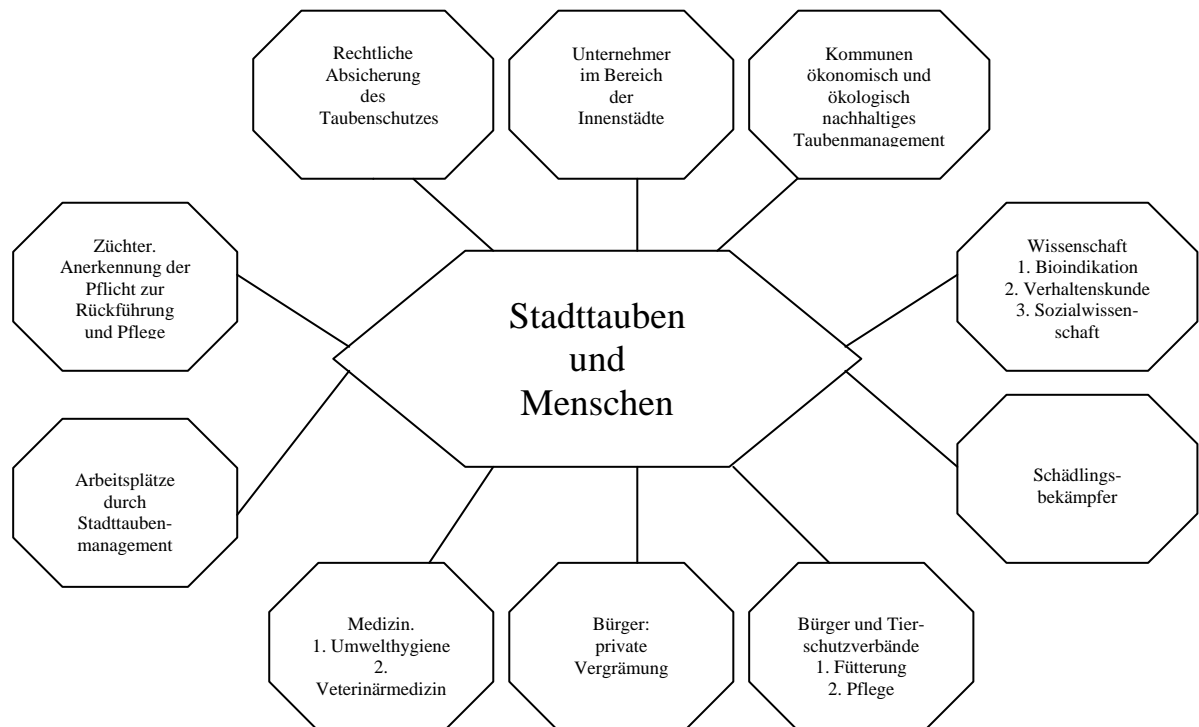 Rechtliche
Absicherung
des
Taubenschutzes
Unternehmer
im Bereich
der
Innenstädte
Kommunen
ökonomisch und
ökologisch
nachhaltiges
Taubenmanagement
Züchter.
Anerkennung der
Pflicht zur
Rückführung
und Pflege
Wissenschaft
1. Bioindikation
2. Verhaltenskunde
3. Sozialwissen-
schaft
Stadttauben
und
Menschen
Arbeitsplätze
durch
Stadttauben-
management
Schädlings-
bekämpfer
Medizin.
1. Umwelthygiene
2.
Veterinärmedizin
Bürger:
private
Vergrämung
Bürger und Tier-
schutzverbände
1. Fütterung
2. Pflege